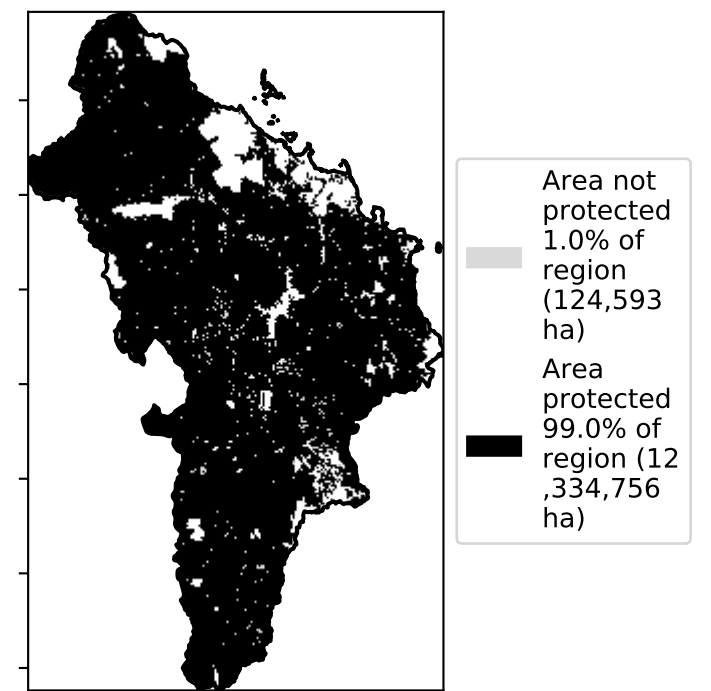 Area not
protected
1.0% of
region
(124,593
ha)
Area
protected
99.0% of
region (12
,334,756
ha)